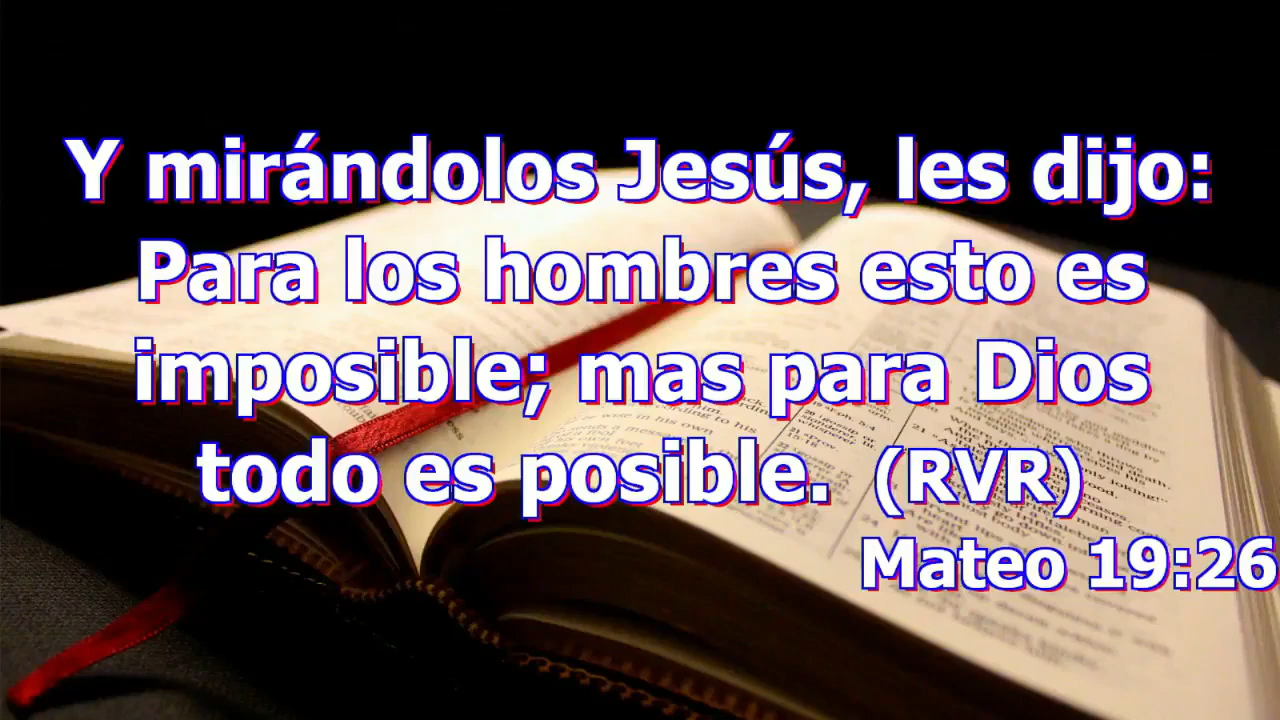 Y mirándolos Jesús, les dijo:
Para los hombres esto es
imposible; mas para Dios
todo es posible. (RVR)
Mateo 19:26